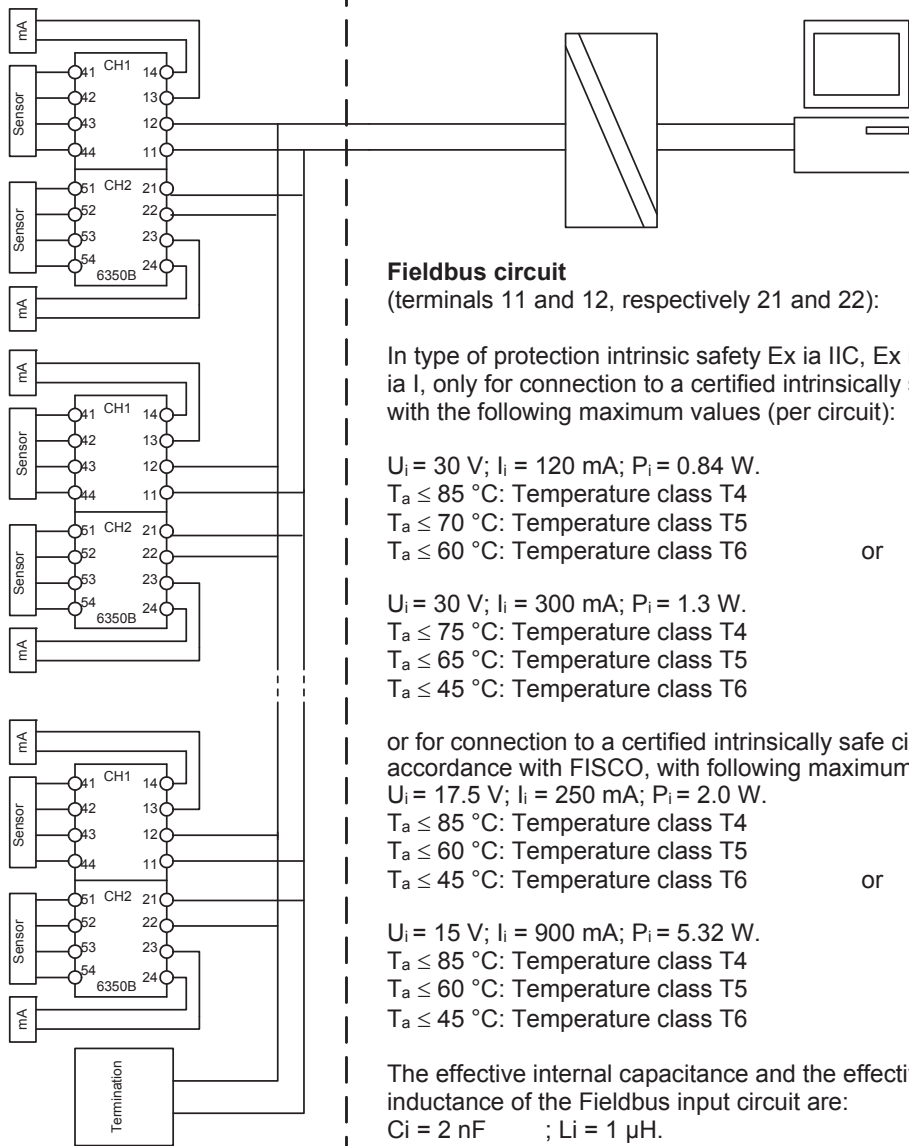 mA
Sensor
41 CH1 14
42 13
43 12
44 11
51 CH2 21
52 22
53 23
54 24
6350B
Sensor
mA
mA
Sensor
41 CH1 14
42 13
43 12
44 11
51 CH2 21
52 22
53 23
54 24
6350B
Sensor
mA
mA
Sensor
41 CH1 14
42 13
43 12
44 11
51 CH2 21
52 22
53 23
54 24
6350B
Sensor
mA
Termination
Fieldbus circuit
(terminals 11 and 12, respectively 21 and 22):
In type of protection intrinsic safety Ex ia IIC, Ex
ia I, only for connection to a certified intrinsically
with the following maximum values (per circuit):
Ui = 30 V; Ii = 120 mA; Pi = 0.84 W.
Ta ≤ 85 °C: Temperature class T4
Ta ≤ 70 °C: Temperature class T5
Ta ≤ 60 °C: Temperature class T6 or
Ui = 30 V; Ii = 300 mA; Pi = 1.3 W.
Ta ≤ 75 °C: Temperature class T4
Ta ≤ 65 °C: Temperature class T5
Ta ≤ 45 °C: Temperature class T6
or for connection to a certified intrinsically safe
accordance with FISCO, with following maximum
Ui = 17.5 V; Ii = 250 mA; Pi = 2.0 W.
Ta ≤ 85 °C: Temperature class T4
Ta ≤ 60 °C: Temperature class T5
Ta ≤ 45 °C: Temperature class T6 or
Ui = 15 V; Ii = 900 mA; Pi = 5.32 W.
Ta ≤ 85 °C: Temperature class T4
Ta ≤ 60 °C: Temperature class T5
Ta ≤ 45 °C: Temperature class T6
The effective internal capacitance and the
inductance of the Fieldbus input circuit are:
Ci = 2 nF ; Li = 1 µH.